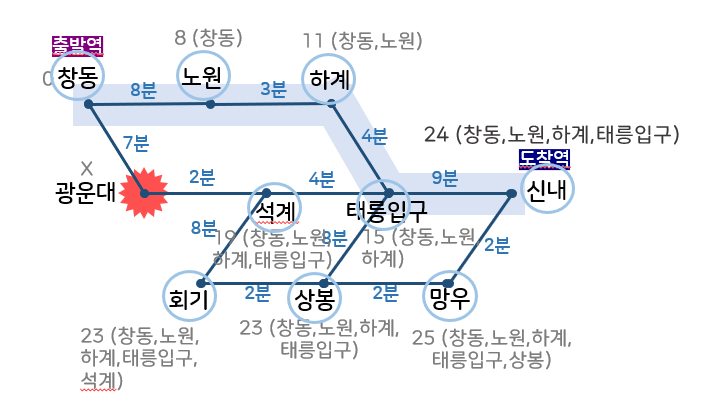 출발역
8 (창동)
11 (창동,노원)
0
창동
노원
하계
8분
3분
7분
4분
24 (창동,노원,하계,태릉입구)
도착역
X
광운대
2분
4분
9분
신내
석계
태릉입구
8분
19 (창동,노원,
하계,태릉입구)
8분
15 (창동,노원,
하계)
2분
회기
2분
상봉
2분
망우
23 (창동,노원,
하계,태릉입구,
석계)
23 (창동,노원,하계,
태릉입구)
25 (창동,노원,하계,
태릉입구,상봉)